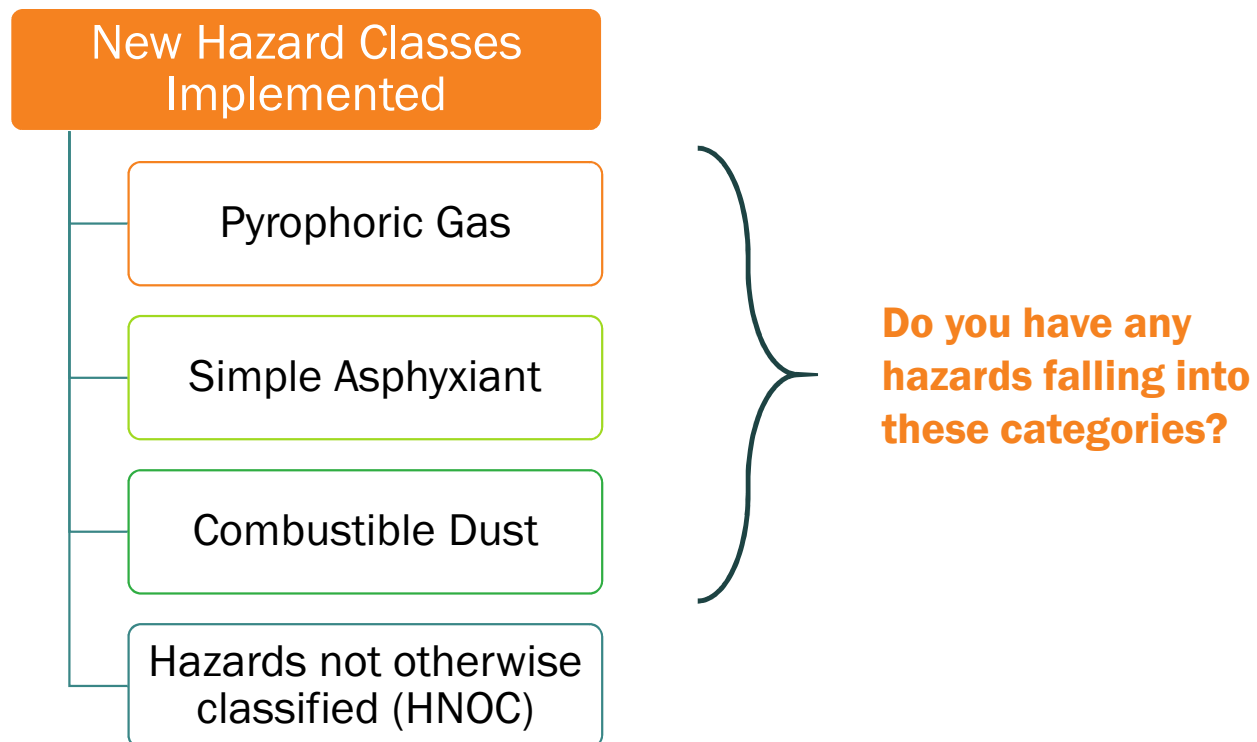 New Hazard Classes
Implemented
Pyrophoric Gas
Simple Asphyxiant
Combustible Dust
Hazards not otherwise
classified (HNOC)
Do you have any
hazards falling into
these categories?